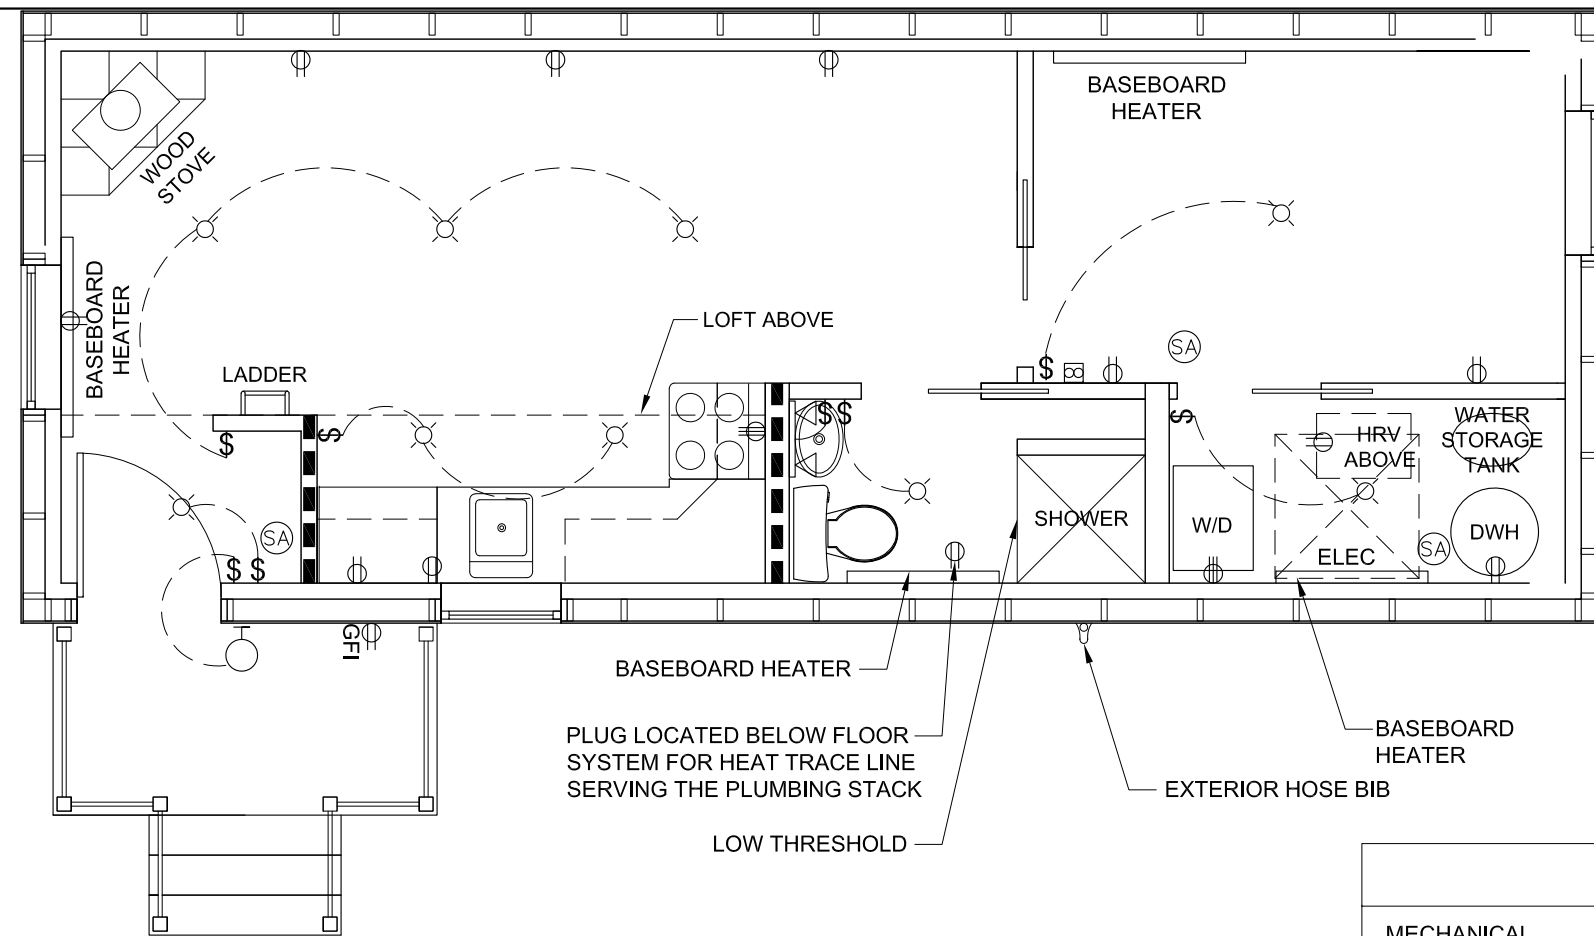 BASEBOARD
HEATER
WOOD
STOVE
BASEBOARD
HEATER
LOFT ABOVE
LADDER
$
$
$
$$
$
SA
WATER
STORAGE
TANK
HRV
ABOVE
SHOWER
W/D
DWH
SA
ELEC
SA
$$
GFI
BASEBOARD HEATER
PLUG LOCATED BELOW FLOOR
SYSTEM FOR HEAT TRACE LINE
SERVING THE PLUMBING STACK
BASEBOARD
HEATER
EXTERIOR HOSE BIB
LOW THRESHOLD
MECHANICAL